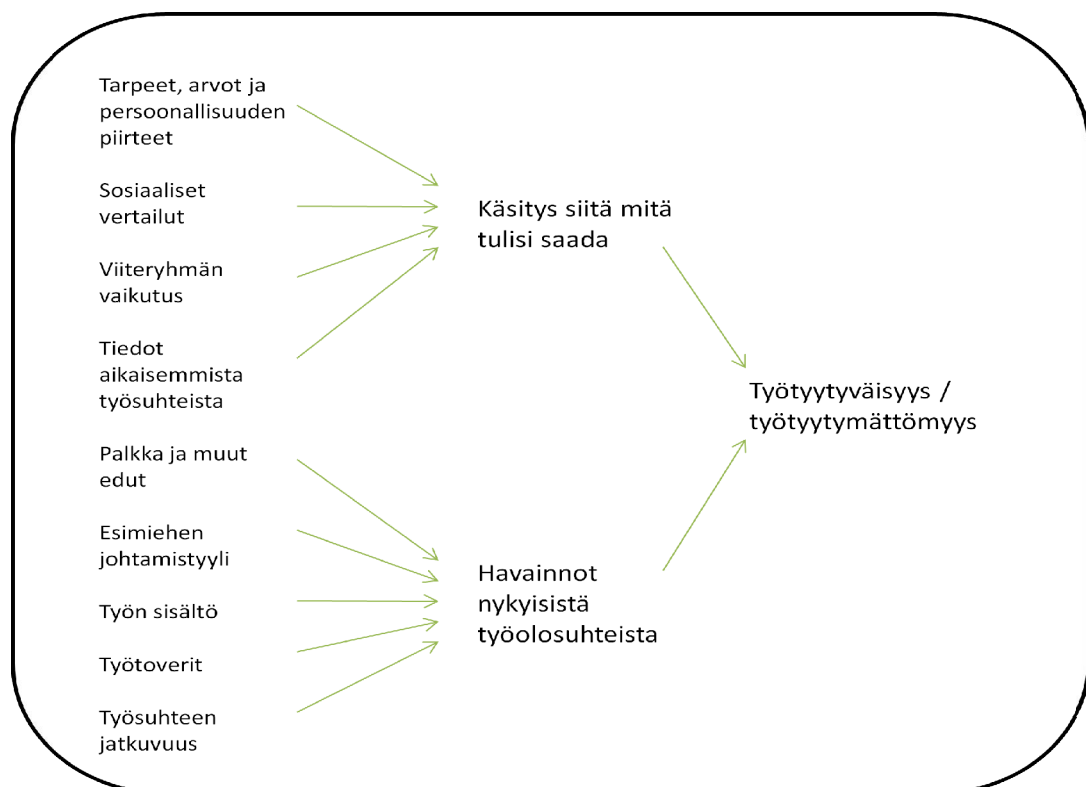 Tarpeet, arvot ja
persoonallisuuden
piirteet
Sosiaaliset
vertailut
Viiteryhmän
vaikutus
Tiedot
aikaisemmista
työsuhteista
Palkka ja muut
edut
Esimiehen
johtamistyyli
Työn sisältö
Työtoverit
Työsuhteen
jatkuvuus
Käsitys siitä mitä
tulisi saada
Havainnot
nykyisistä
työolosuhteista
Työtyytyväisyys /
työtyytymättömyys